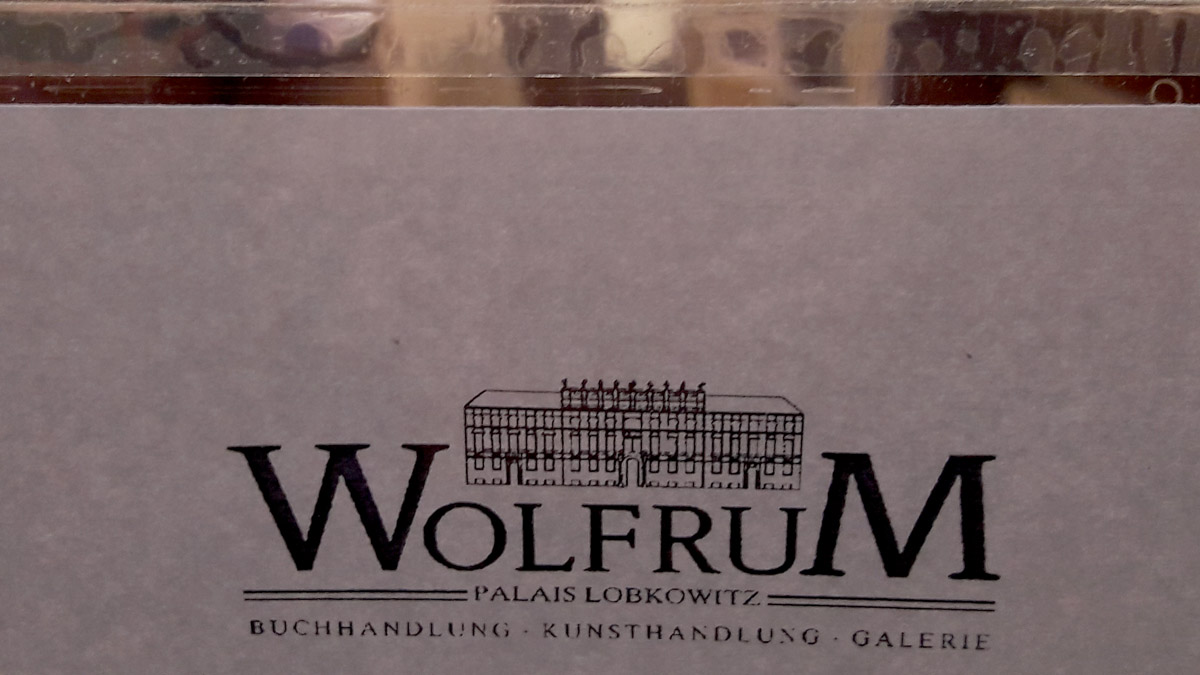 WOLFRUM
PALAIS LOBKOWITZ
BUCHHANDLUNG · KUNSTHANDLUNG · GALERIE